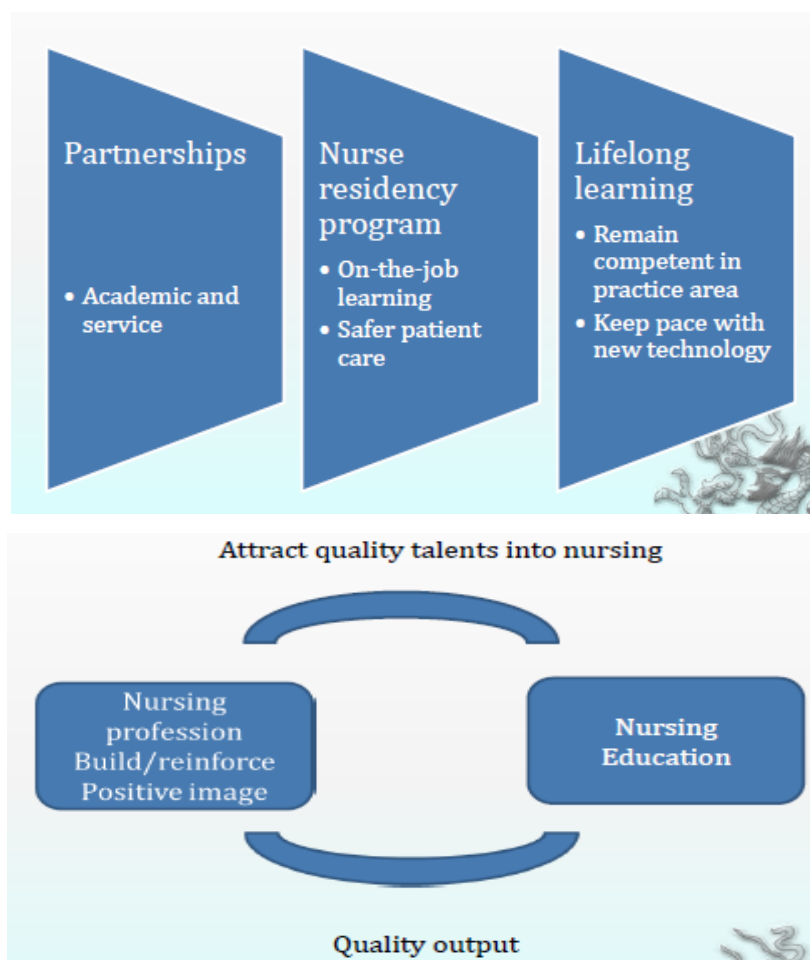 Partnerships
• Academic and
service
Nurse
residency
program
• On-the-job
learning
• Safer patient
care
Lifelong
learning
• Remain
competent in
practice area
• Keep pace with
new technology
Attract quality talents into nursing
Nursing
profession
Build/reinforce
Positive image
Nursing
Education
Quality output